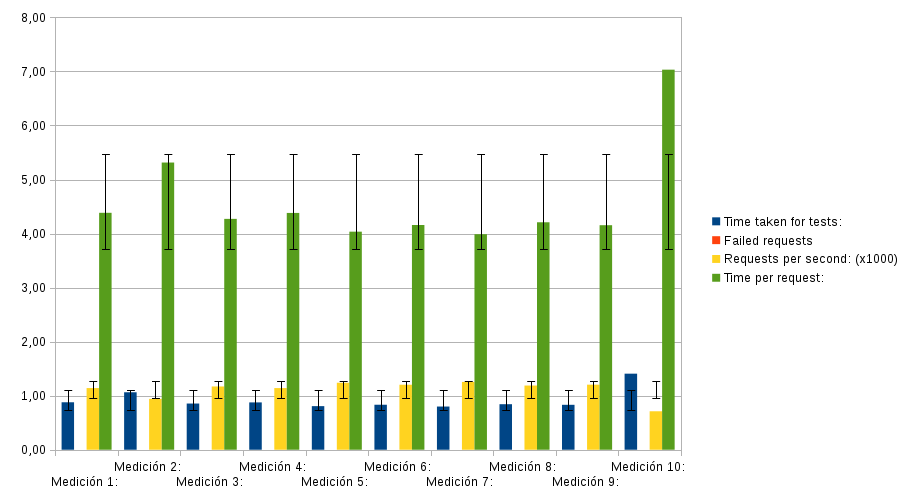 8,00
7,00
6,00
5,00
4,00
3,00
2,00
1,00
0,00
Medición 2: Medición 4: Medición 6: Medición 8: Medición 10:
Medición 1: Medición 3: Medición 5: Medición 7: Medición 9:
Time taken for tests:
Failed requests
Requests per second: (x1000)
Time per request: